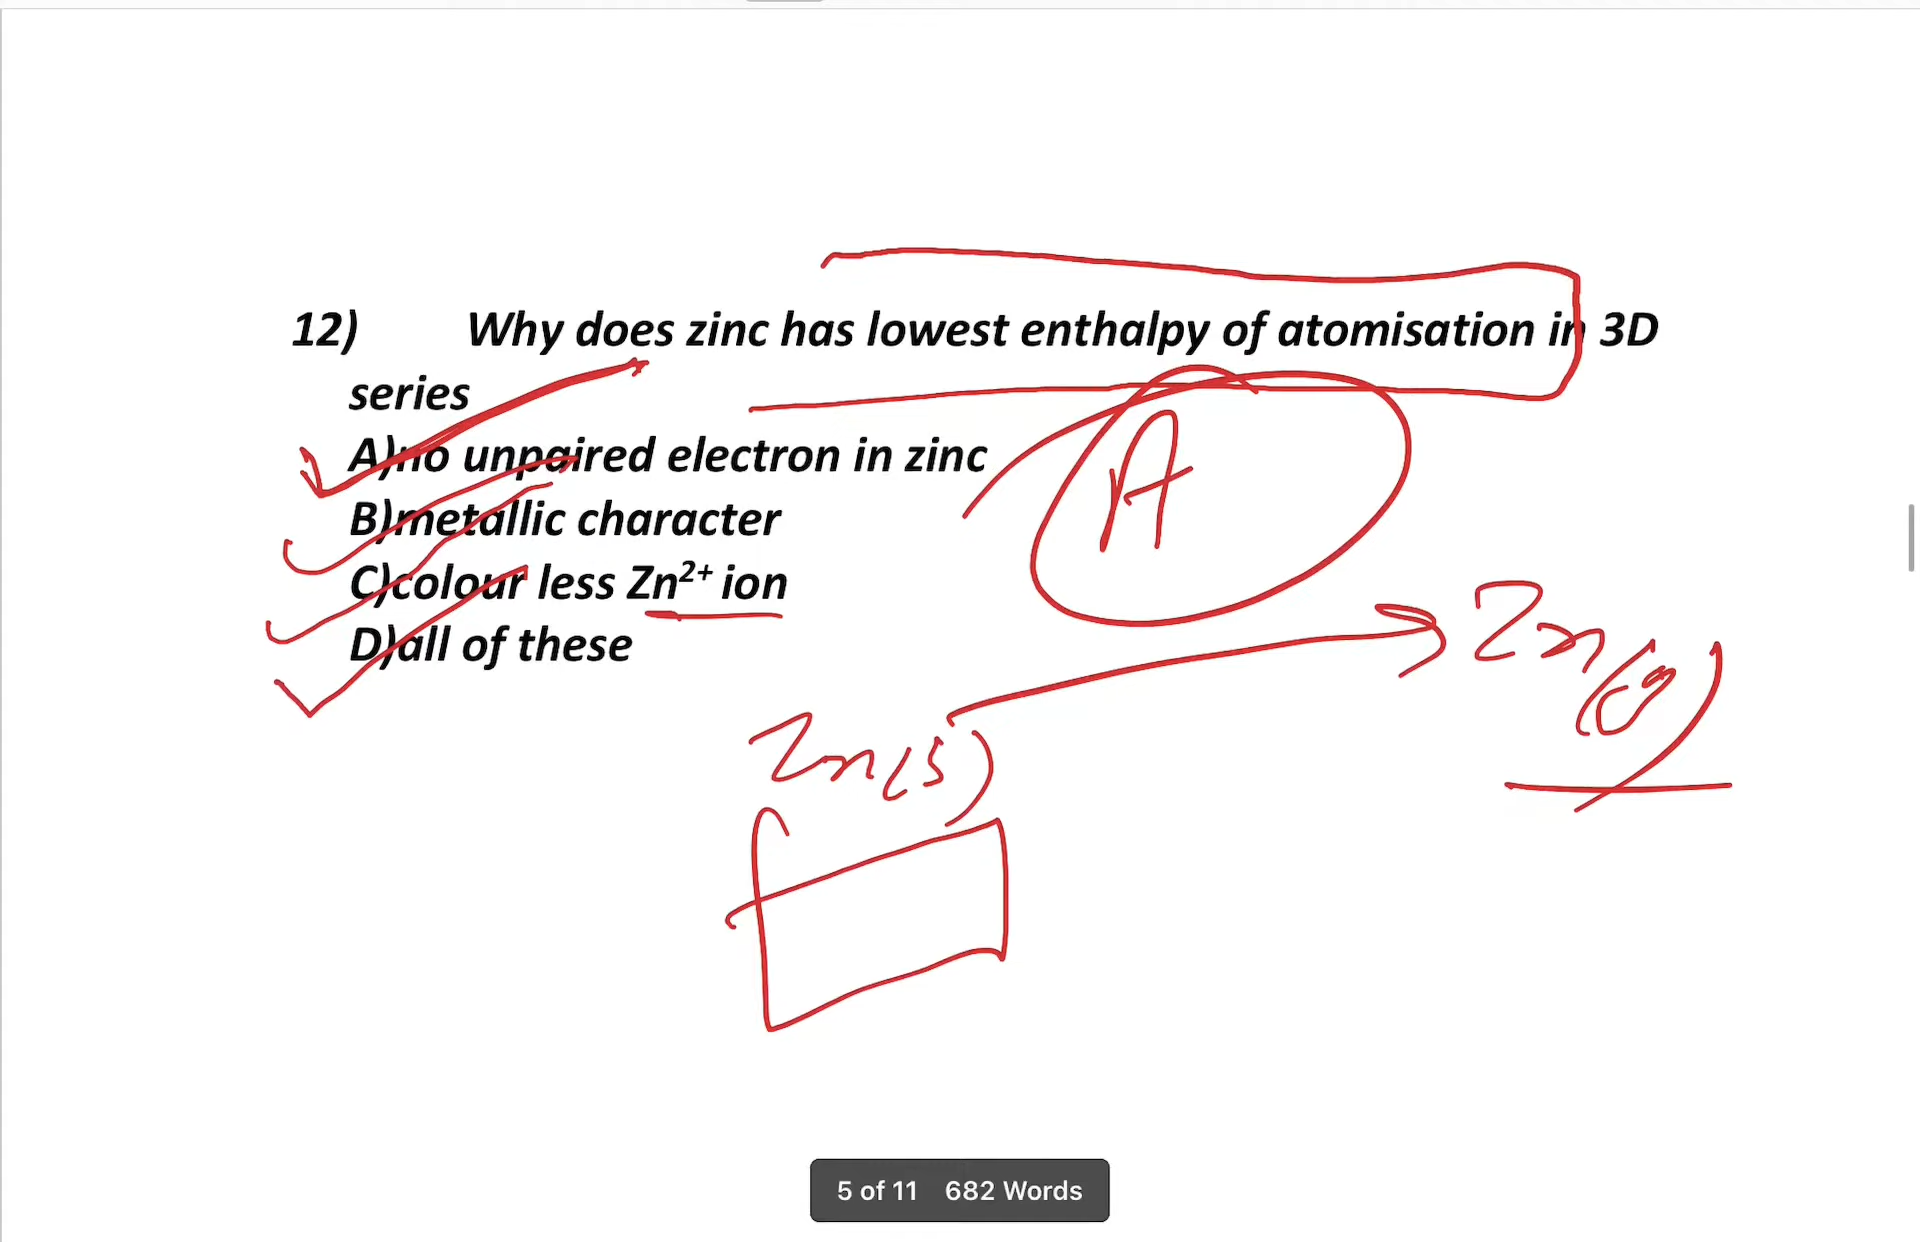 12) Why does zinc has lowest enthalpy of atomisation in 3D
series
A)no unpaired electron in zinc
B)metallic character
C)colour less Zn²⁺ ion
D)all of these
A
Zn(g)
Zn(s)
5 of 11 682 Words